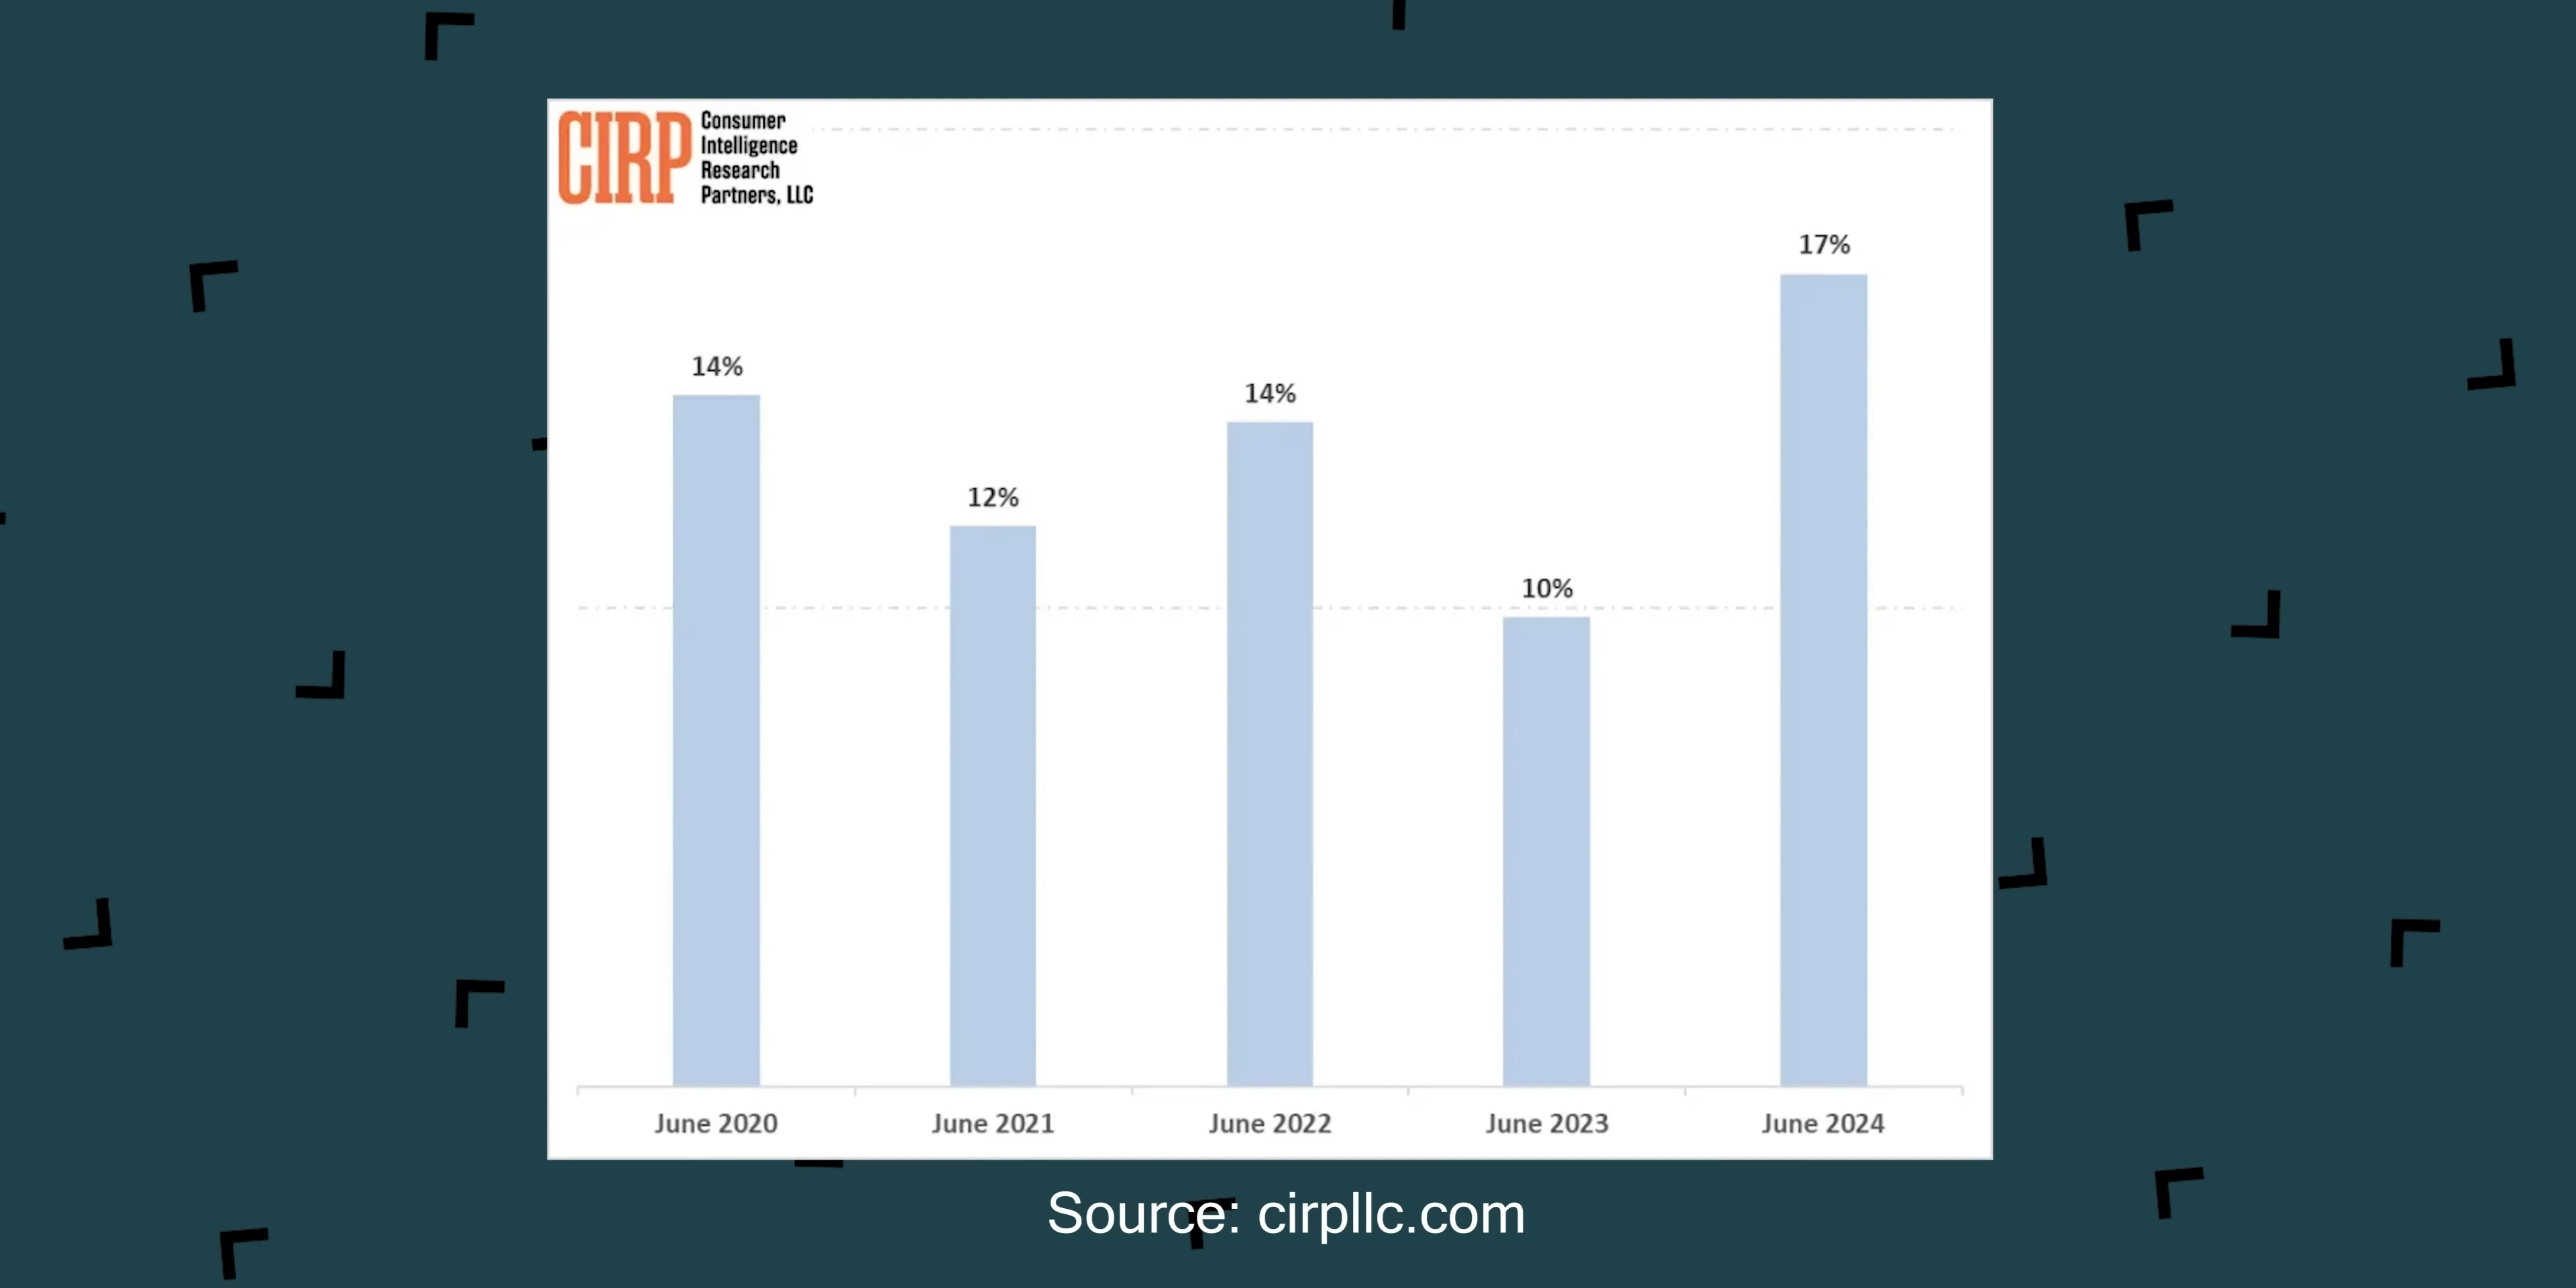 CIRP
Consumer
Intelligence
Research
Partners, LLC
14%
12%
14%
10%
17%
June 2020
June 2021
June 2022
June 2023
June 2024
Source: cirpllc.com